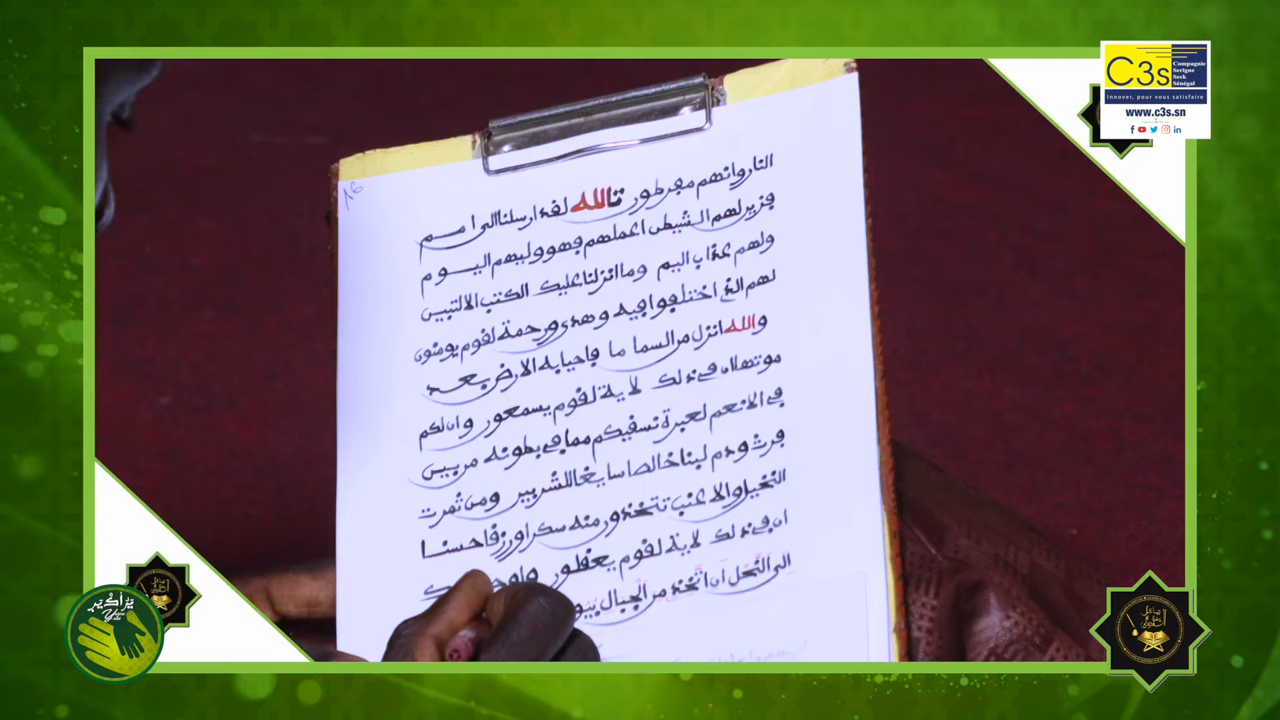 C3s
Compagnie
Serigne
Seck
Sénégal
Innover, pour vous satisfaire
www.c3s.sn
النار وانهم مفرطون تالله لقد ارسلنا الى امم
فزين لهم الشيطن اعملهم فهو وليهم اليوم
ولهم عذاب اليم وما انزلنا عليك الكتب الا لتبين
لهم الذ اختلفوا فيه وهدى ورحمة لقوم يومنون
والله انزل من السما ما فاحيا به الارض بعد
موتها ان في ذلك لاية لقوم يسمعون وان لكم
في الانعم لعبرة نسقيكم مما في بطونه من بين
فرث ودم لبنا خالصا سايغا للشربين ومن ثمرت
النخيل والاعنب تتخذون منه سكرا ورزقا حسنا
ان في ذلك لاية لقوم يعقلون واوحى
الى النحل ان اتخذ من الجبال